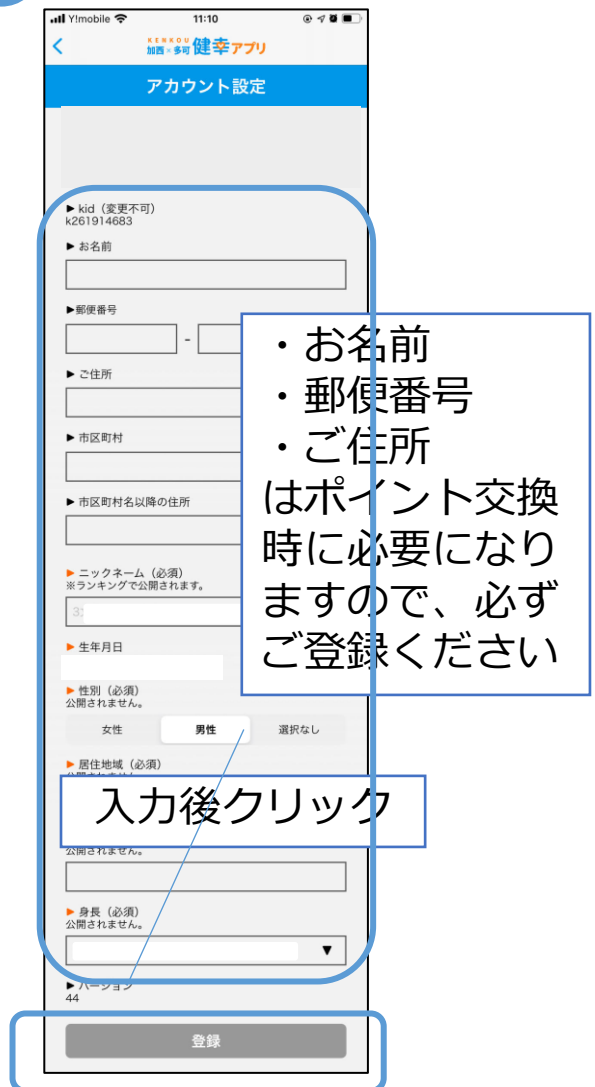 Y!mobile 11:10
KENKOU
加西×多可 健幸アプリ
アカウント設定
▶ kid（変更不可）
k261914683
▶ お名前
▶郵便番号
-
▶ ご住所
▶ 市区町村
▶ 市区町村名以降の住所
・お名前
・郵便番号
・ご住所
はポイント交換
時に必要になり
ますので、必ず
ご登録ください
▶ ニックネーム（必須）
※ランキングで公開されます。
▶ 生年月日
▶ 性別（必須）
公開されません。
女性 男性 選択なし
▶ 居住地域（必須）
入力後クリック
公開されません。
▶ 身長（必須）
公開されません。
▼
▶ バージョン
44
登録